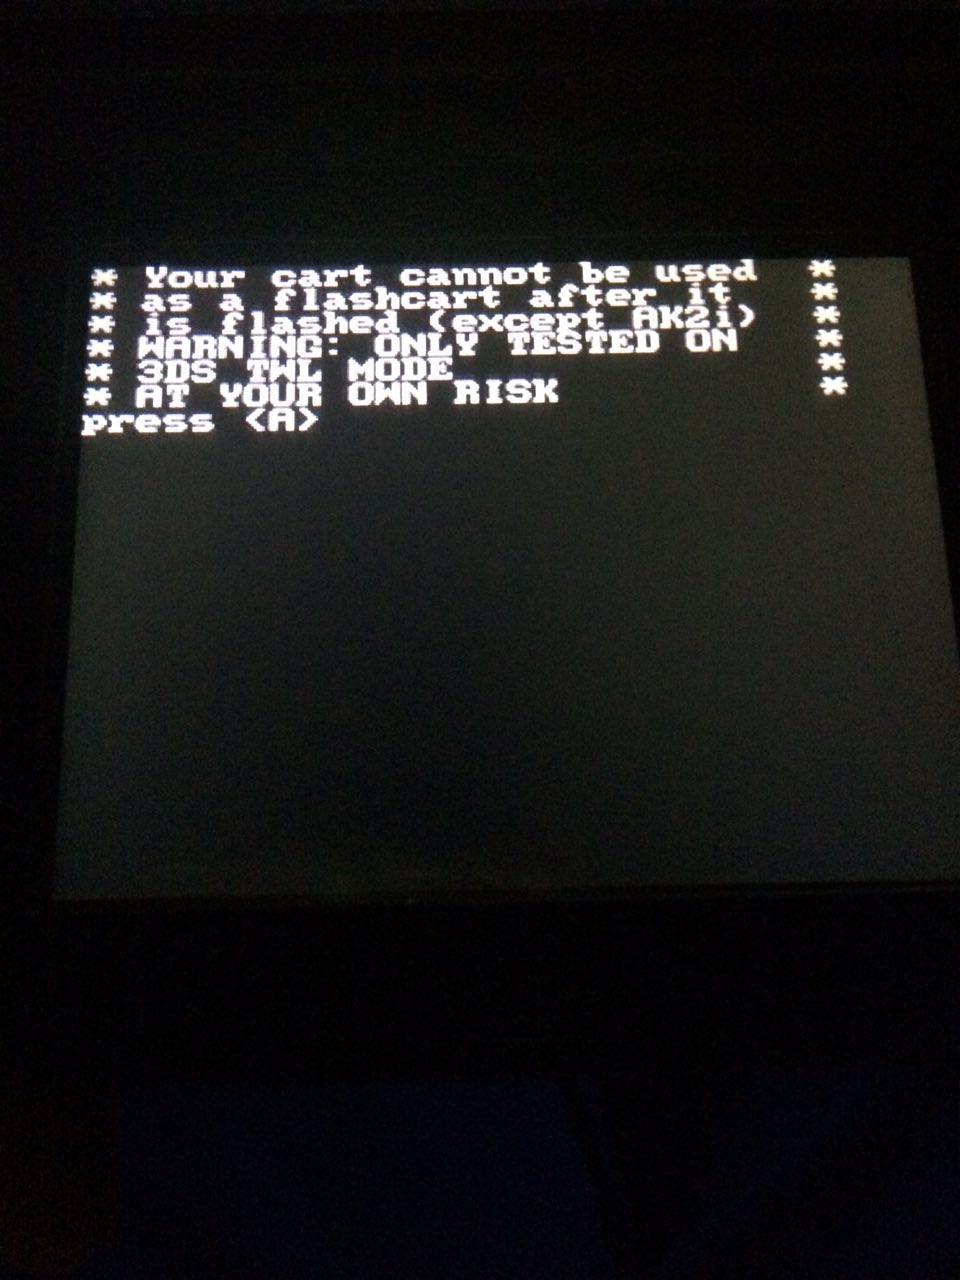 * Your cart cannot be used *
* as a flashcart after it *
* is flashed (except AK2i) *
* WARNING: ONLY TESTED ON *
* 3DS TWL MODE *
* AT YOUR OWN RISK *
press <A>